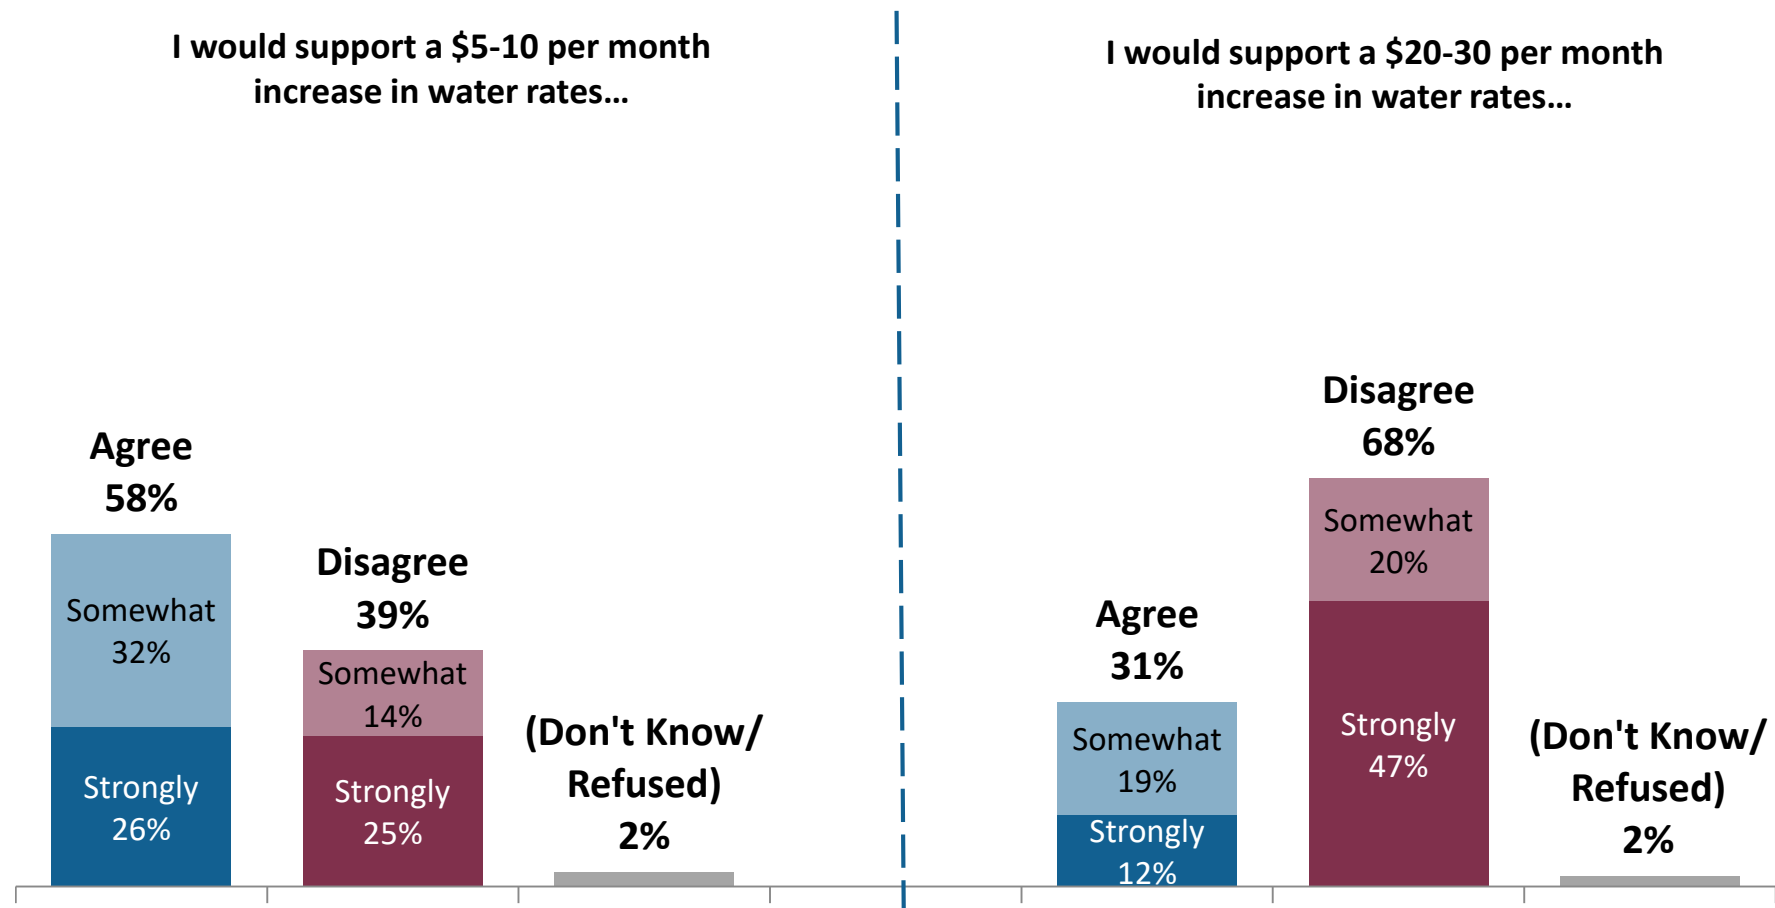 I would support a $5-10 per month
increase in water rates…
Agree
58%
Somewhat
32%
Strongly
26%
Disagree
39%
Somewhat
14%
Strongly
25%
(Don't Know/
Refused)
2%
I would support a $20-30 per month
increase in water rates…
Agree
31%
Somewhat
19%
Strongly
12%
Disagree
68%
Somewhat
20%
Strongly
47%
(Don't Know/
Refused)
2%